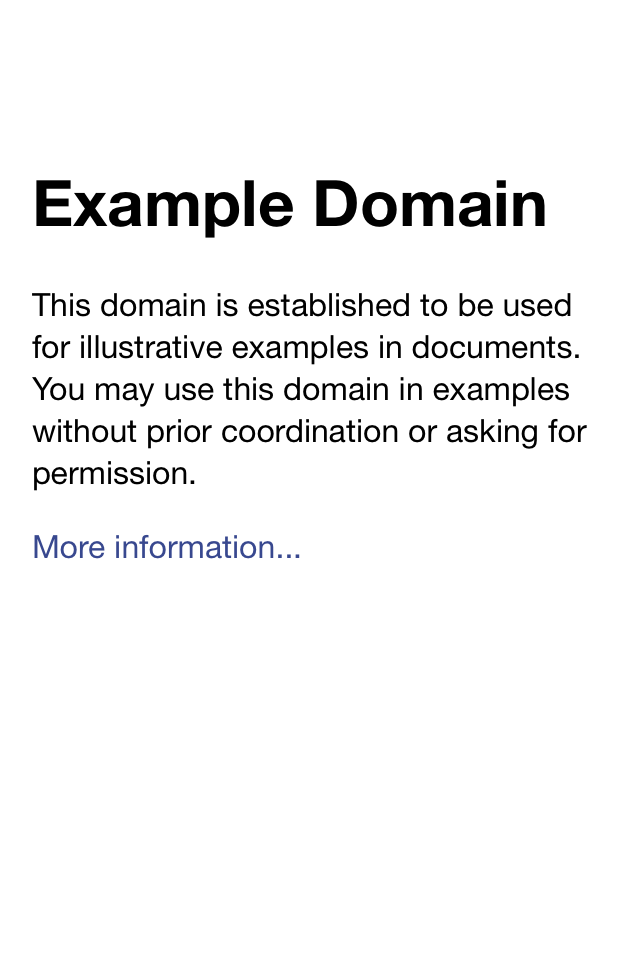 Example Domain
This domain is established to be used
for illustrative examples in documents.
You may use this domain in examples
without prior coordination or asking for
permission.
More information...